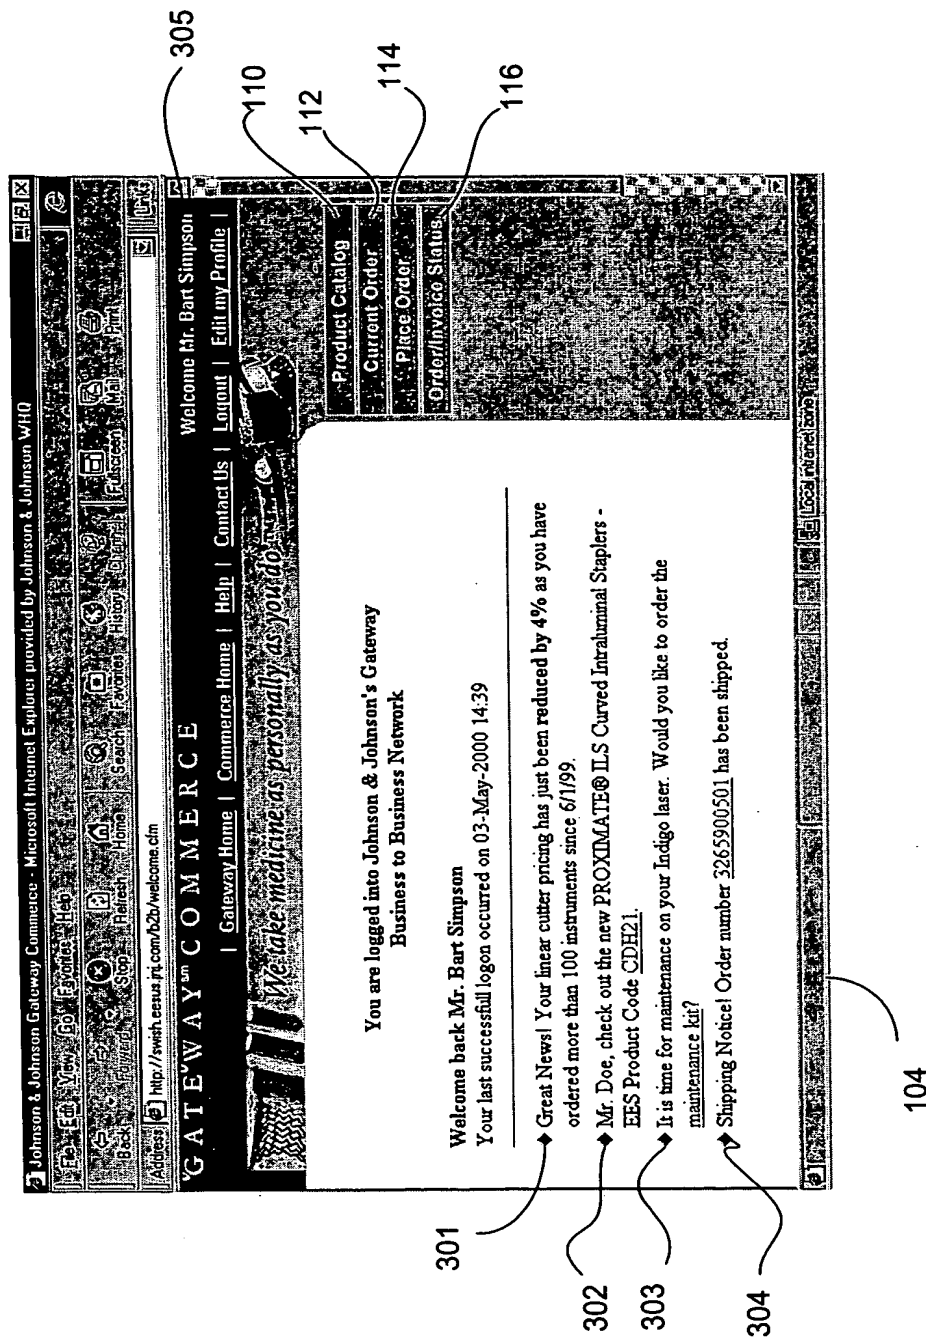 Johnson & Johnson Gateway Commerce - Microsoft Internet Explorer provided by Johnson & Johnson WHQ
File Edit View Go Favorites Help
Back Forward Stop Refresh Home Search Favorites History Channels Fullscreen Mail Print
Address http://swish.eesus.jnj.com/b2b/welcome.cfm Links
GATEWAY℠ COMMERCE
Welcome Mr. Bart Simpson
| Gateway Home | Commerce Home | Help | Contact Us | Logout | Edit my Profile |
We take medicine as personally as you do
Product Catalog
Current Order
Place Order
Order/Invoice Status
You are logged into Johnson & Johnson's Gateway
Business to Business Network
Welcome back Mr. Bart Simpson
Your last successful logon occurred on 03-May-2000 14:39
◆ Great News! Your linear cutter pricing has just been reduced by 4% as you have
ordered more than 100 instruments since 6/1/99.
◆ Mr. Doe, check out the new PROXIMATE® ILS Curved Intraluminal Staplers -
EES Product Code CDH21.
◆ It is time for maintenance on your Indigo laser. Would you like to order the
maintenance kit?
◆ Shipping Notice! Order number 3265900501 has been shipped.
Local intranet zone
305
110
112
114
116
301
302
303
304
104